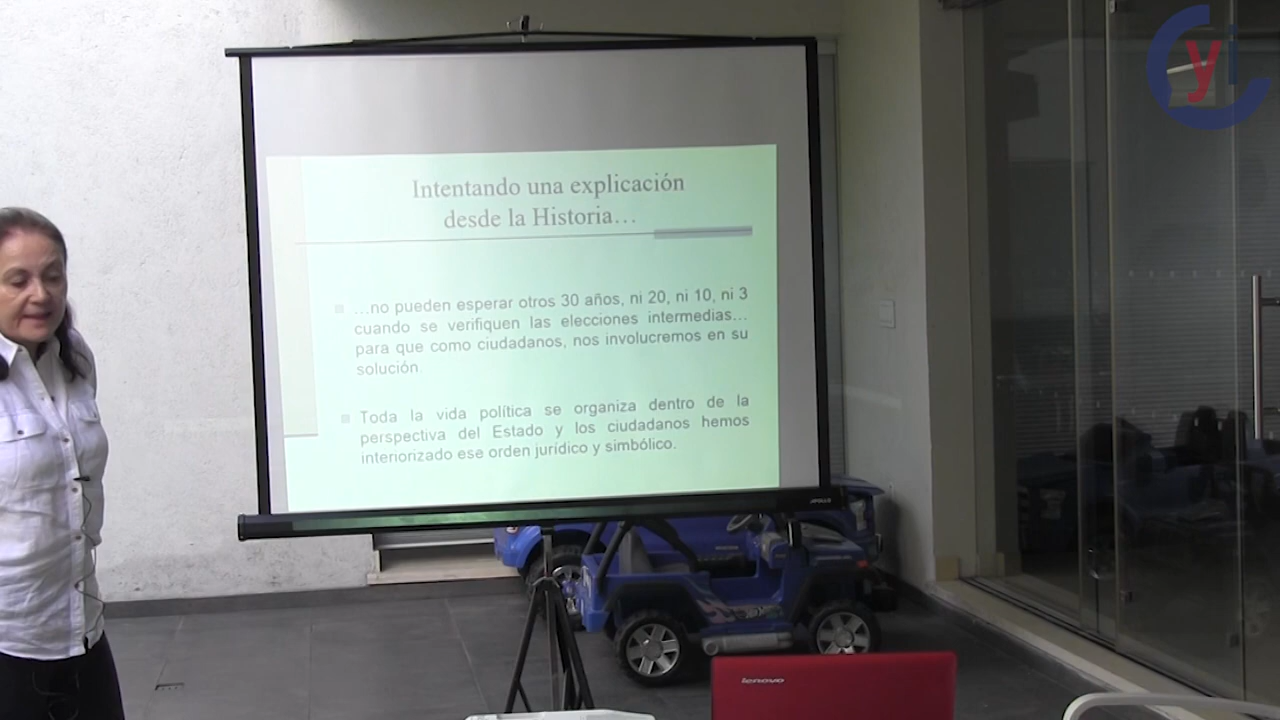 cyi
Intentando una explicación
desde la Historia…
…no pueden esperar otros 30 años, ni 20, ni 10, ni 3
cuando se verifiquen las elecciones intermedias…
para que como ciudadanos, nos involucremos en su
solución
Toda la vida política se organiza dentro de la
perspectiva del Estado y los ciudadanos hemos
interiorizado ese orden jurídico y simbólico.
APOLLO
lenovo